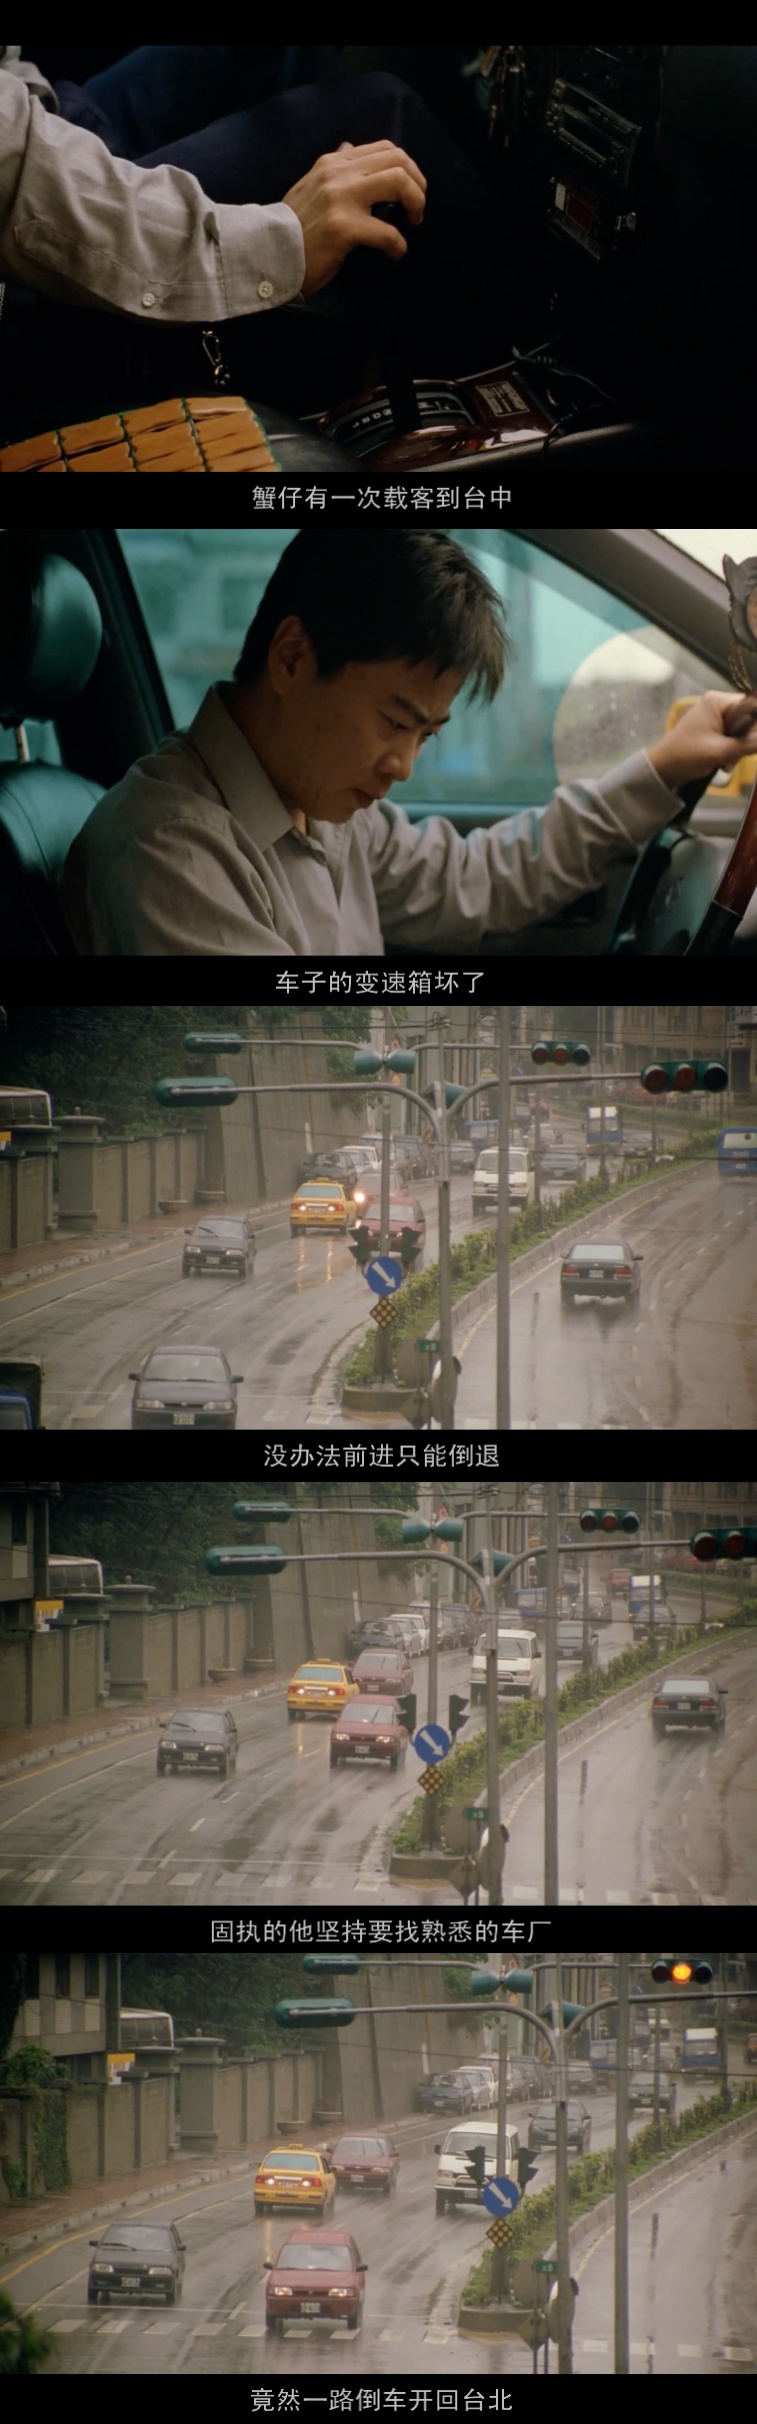 蟹仔有一次载客到台中
车子的变速箱坏了
没办法前进只能倒退
固执的他坚持要找熟悉的车厂
竟然一路倒车开回台北